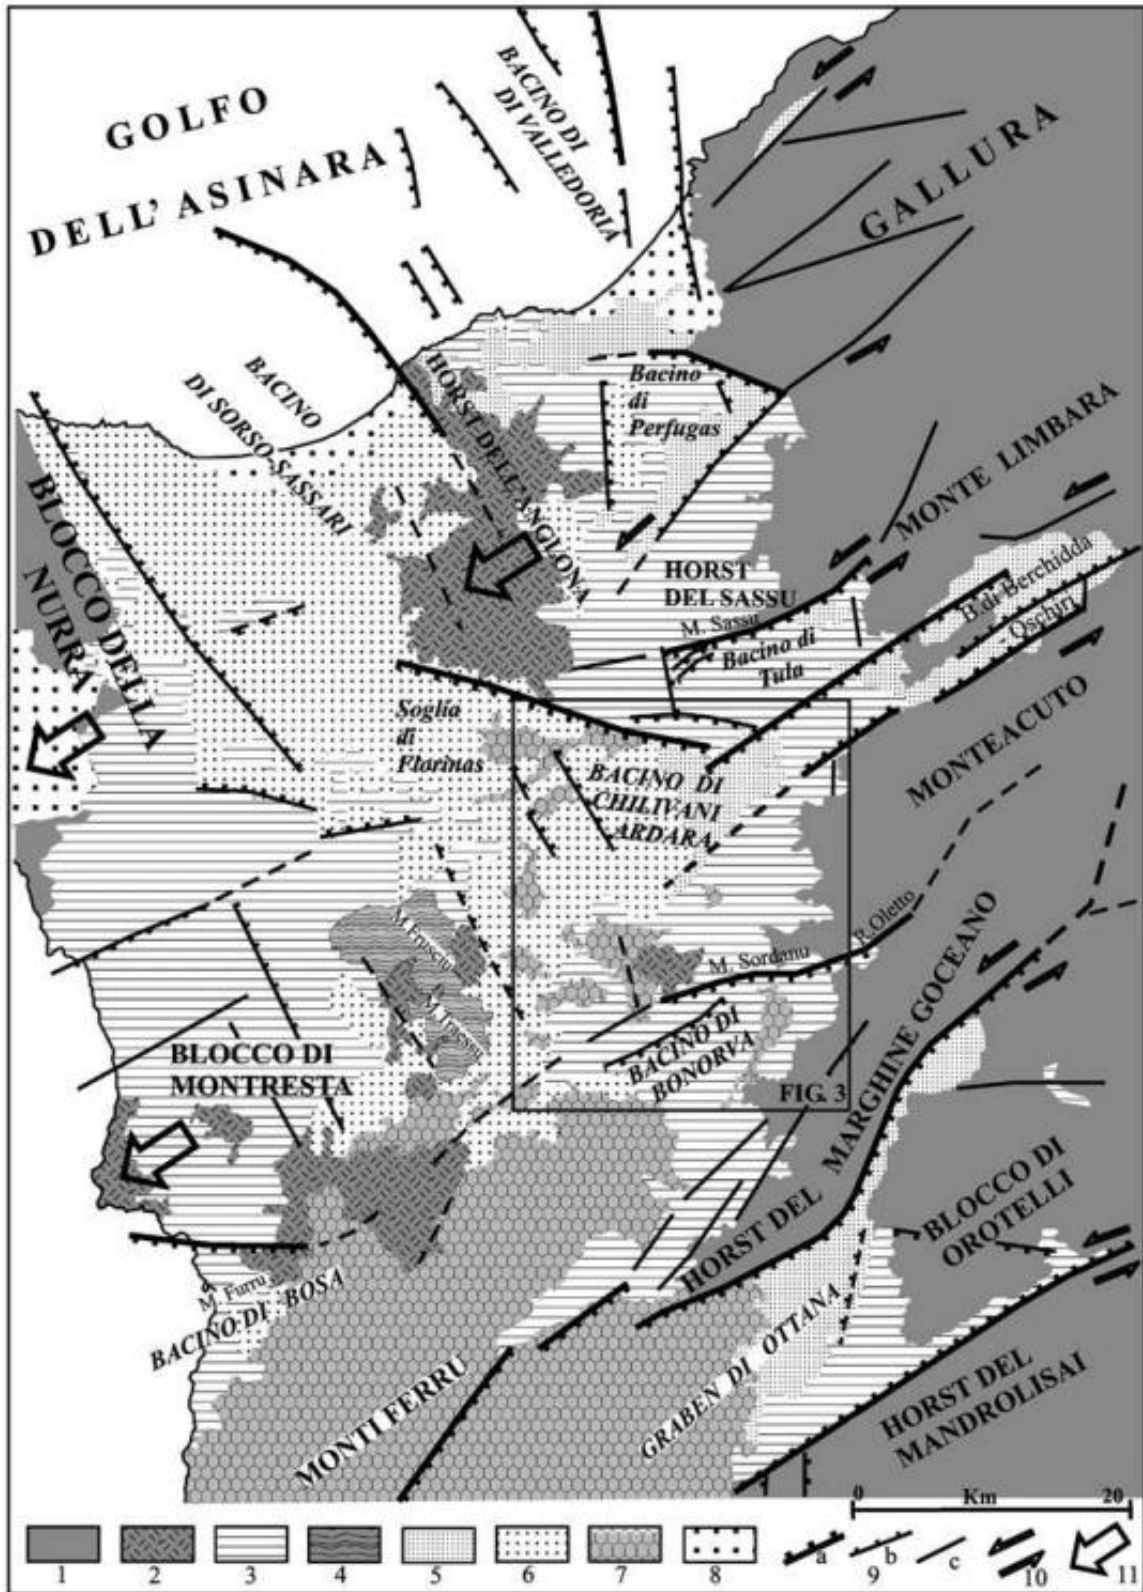 GOLFO
DELL' ASINARA
BACINO DI
DI VALLEDORIA
GALLURA
BACINO
DI SORSO-SASSARI
HORST DELL'ANGLONA
Bacino
di
Perfugas
MONTE LIMBARA
BLOCCO DELLA
NURRA
HORST
DEL SASSU
M. Sassu
Bacino di
Tula
B. di Berchidda
Oschiri
Soglia
di
Florinas
MONTEACUTO
BACINO DI
CHILIVANI
ARDARA
M. Sordanu
R.Oletto
BACINO DI
BONORVA
FIG. 3
BLOCCO DI
MONTRESTA
HORST DEL MARGHINE GOCEANO
BLOCCO DI
OROTELLI
M. Furru
BACINO DI BOSA
MONTI FERRU
GRABEN DI OTTANA
HORST DEL
MANDROLISAI
0 Km 20
a b c
1 2 3 4 5 6 7 8 9 10 11